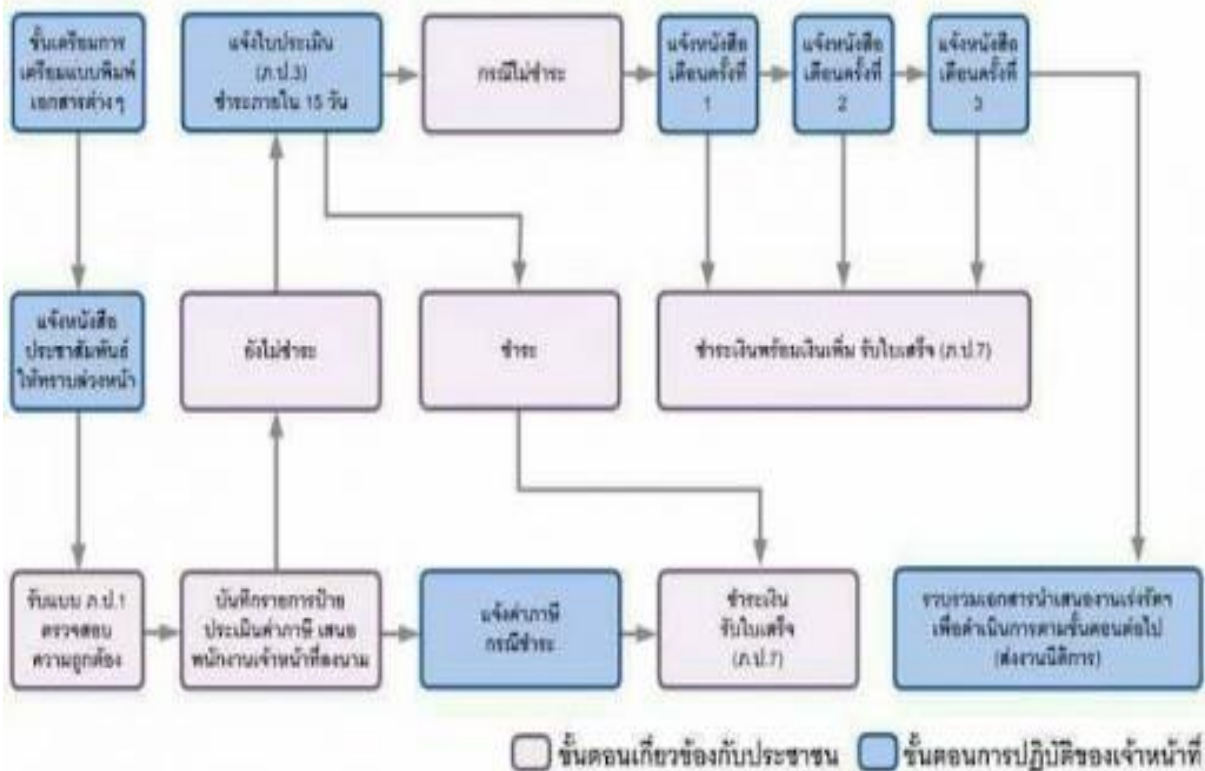 ขั้นเตรียมการ
เตรียมแบบพิมพ์
เอกสารต่างๆ
แจ้งใบประเมิน
(ภ.ป.3)
ชำระภายใน 15 วัน
กรณีไม่ชำระ
แจ้งหนังสือ
เตือนครั้งที่
1
แจ้งหนังสือ
เตือนครั้งที่
2
แจ้งหนังสือ
เตือนครั้งที่
3
แจ้งหนังสือ
ประชาสัมพันธ์
ให้ทราบล่วงหน้า
ยังไม่ชำระ
ชำระ
ชำระเงินพร้อมเงินเพิ่ม รับใบเสร็จ (ภ.ป.7)
รับแบบ ภ.ป.1
ตรวจสอบ
ความถูกต้อง
บันทึกรายการป้าย
ประเมินค่าภาษี เสนอ
พนักงานเจ้าหน้าที่ลงนาม
แจ้งค่าภาษี
กรณีชำระ
ชำระเงิน
รับใบเสร็จ
(ภ.ป.7)
รวบรวมเอกสารนำเสนองานเร่งรัดฯ
เพื่อดำเนินการตามขั้นตอนต่อไป
(ส่งงานนิติการ)
ขั้นตอนเกี่ยวข้องกับประชาชน
ขั้นตอนการปฏิบัติของเจ้าหน้าที่